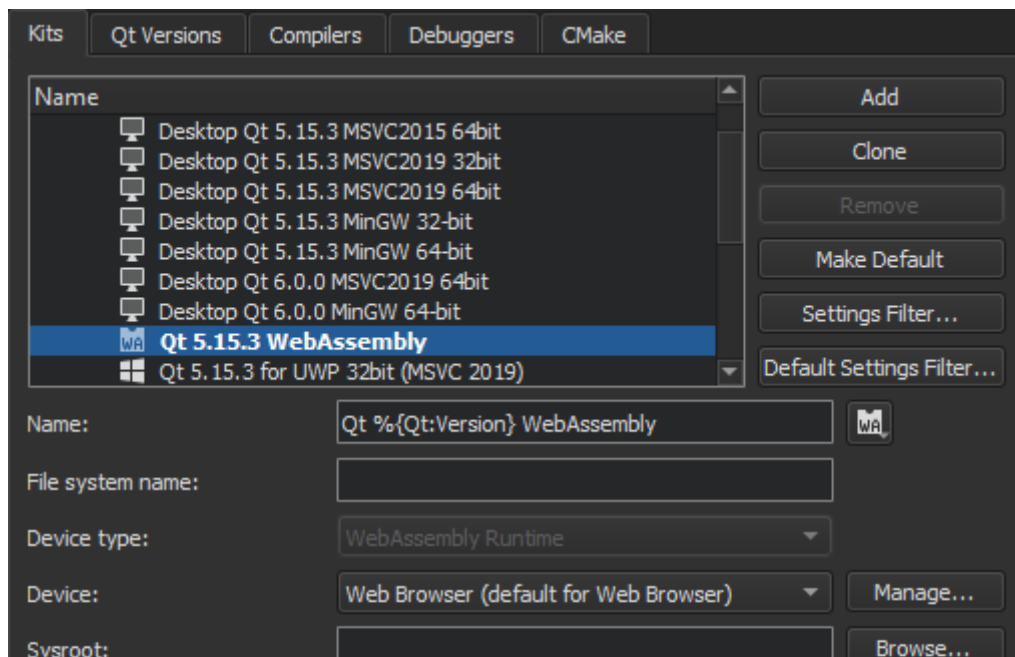 Kits Qt Versions Compilers Debuggers CMake
Name
Desktop Qt 5.15.3 MSVC2015 64bit
Desktop Qt 5.15.3 MSVC2019 32bit
Desktop Qt 5.15.3 MSVC2019 64bit
Desktop Qt 5.15.3 MinGW 32-bit
Desktop Qt 5.15.3 MinGW 64-bit
Desktop Qt 6.0.0 MSVC2019 64bit
Desktop Qt 6.0.0 MinGW 64-bit
WA Qt 5.15.3 WebAssembly
Qt 5.15.3 for UWP 32bit (MSVC 2019)
Add
Clone
Remove
Make Default
Settings Filter...
Default Settings Filter...
Name: Qt %{Qt:Version} WebAssembly WA
File system name:
Device type: WebAssembly Runtime
Device: Web Browser (default for Web Browser) Manage...
Sysroot: Browse...